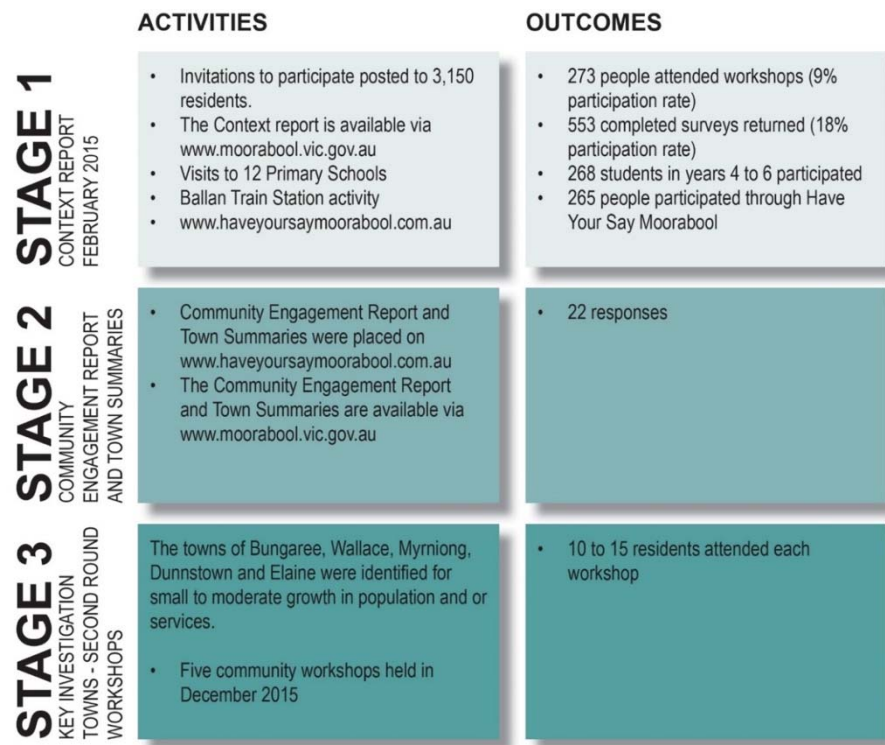 ACTIVITIES
OUTCOMES
STAGE 1
CONTEXT REPORT
FEBRUARY 2015
• Invitations to participate posted to 3,150
residents.
• The Context report is available via
www.moorabool.vic.gov.au
• Visits to 12 Primary Schools
• Ballan Train Station activity
• www.haveyoursaymoorabool.com.au
• 273 people attended workshops (9%
participation rate)
• 553 completed surveys returned (18%
participation rate)
• 268 students in years 4 to 6 participated
• 265 people participated through Have
Your Say Moorabool
STAGE 2
COMMUNITY
ENGAGEMENT REPORT
AND TOWN SUMMARIES
• Community Engagement Report and
Town Summaries were placed on
www.haveyoursaymoorabool.com.au
• The Community Engagement Report
and Town Summaries are available via
www.moorabool.vic.gov.au
• 22 responses
STAGE 3
KEY INVESTIGATION
TOWNS - SECOND ROUND
WORKSHOPS
The towns of Bungaree, Wallace, Myrniong,
Dunnstown and Elaine were identified for
small to moderate growth in population and or
services.
• Five community workshops held in
December 2015
• 10 to 15 residents attended each
workshop